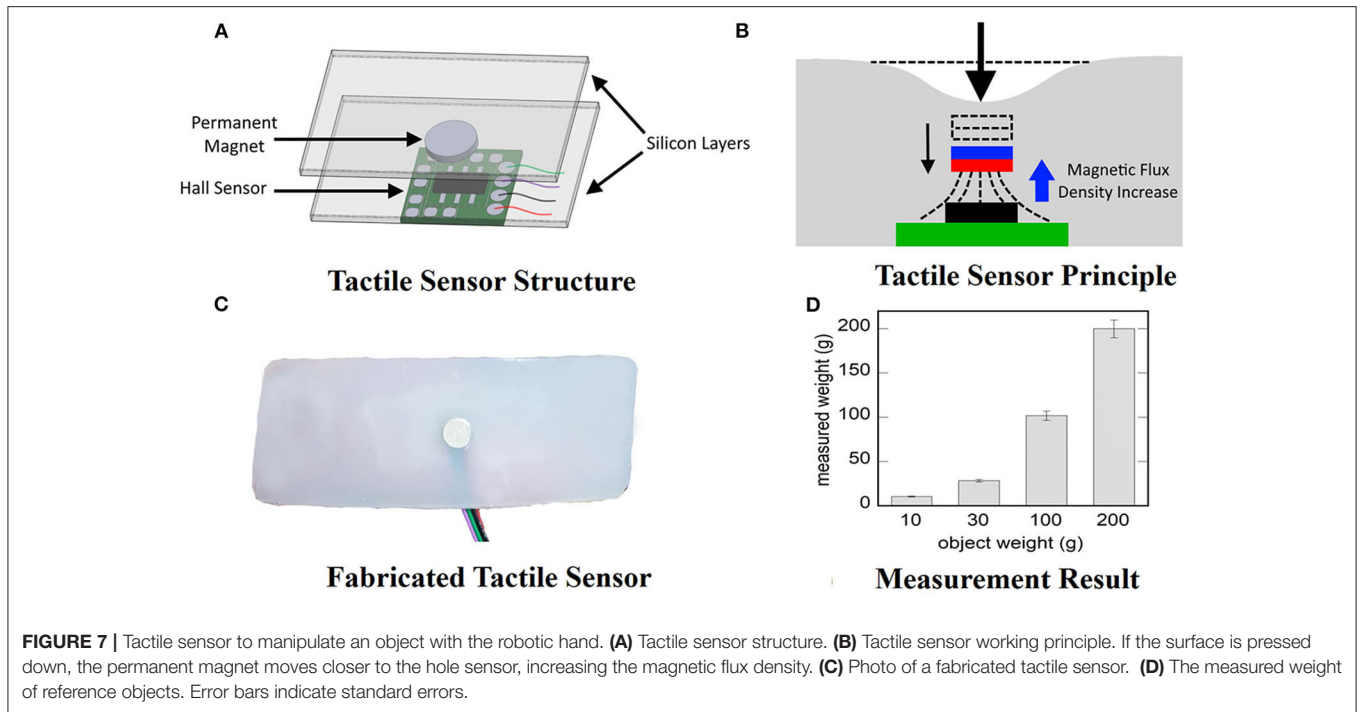 A
Permanent
Magnet
Hall Sensor
Silicon Layers
Tactile Sensor Structure
B
Magnetic Flux
Density Increase
Tactile Sensor Principle
C
Fabricated Tactile Sensor
D
measured weight (g)
200
150
100
50
0
10 30 100 200
object weight (g)
Measurement Result
FIGURE 7 | Tactile sensor to manipulate an object with the robotic hand. (A) Tactile sensor structure. (B) Tactile sensor working principle. If the surface is pressed
down, the permanent magnet moves closer to the hole sensor, increasing the magnetic flux density. (C) Photo of a fabricated tactile sensor. (D) The measured weight
of reference objects. Error bars indicate standard errors.